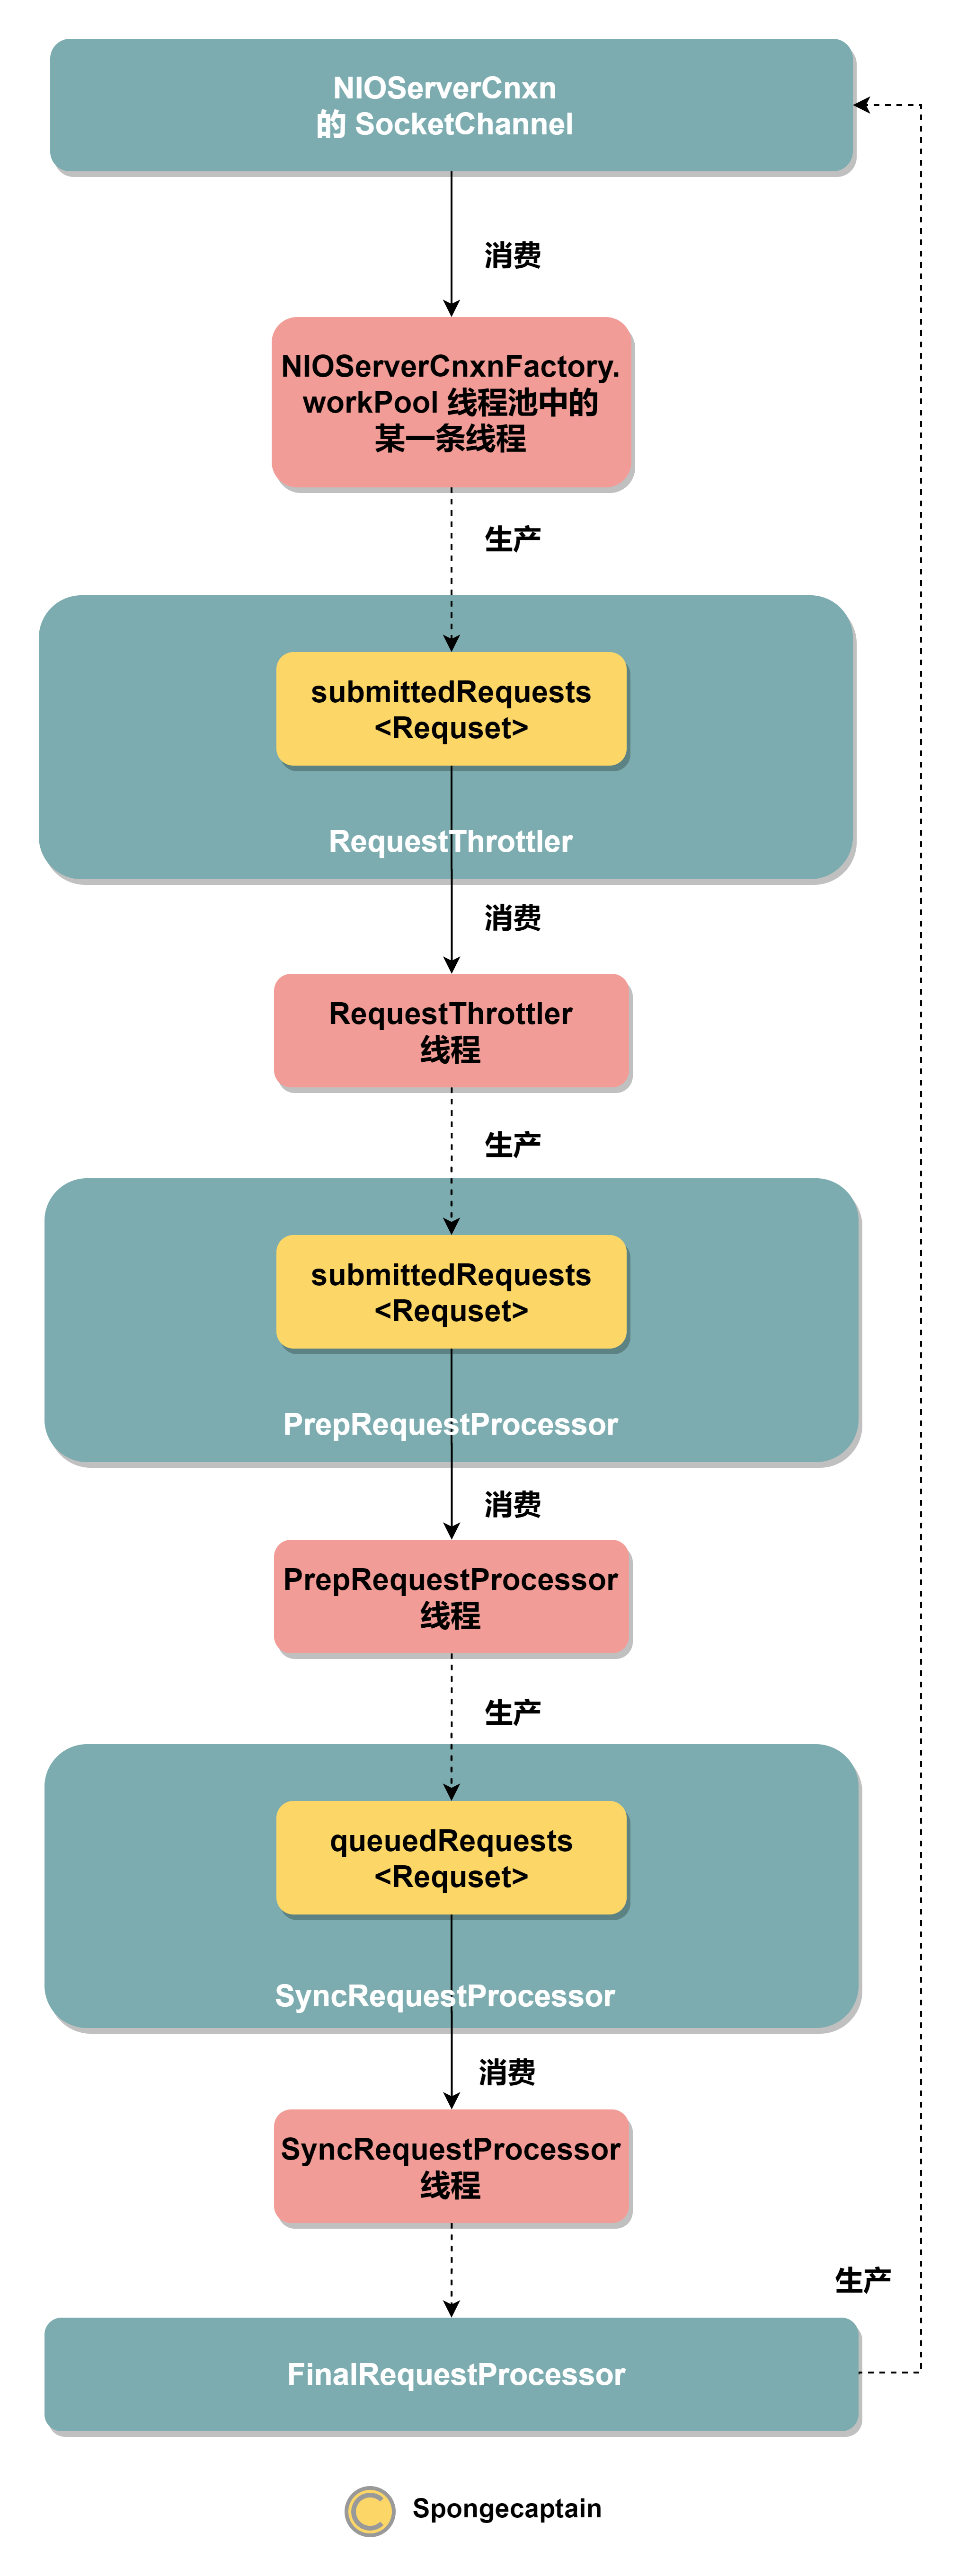 NIOServerCnxn
的 SocketChannel
消费
NIOServerCnxnFactory.
workPool 线程池中的
某一条线程
生产
submittedRequests
<Requset>
RequestThrottler
消费
RequestThrottler
线程
生产
submittedRequests
<Requset>
PrepRequestProcessor
消费
PrepRequestProcessor
线程
生产
queuedRequests
<Requset>
SyncRequestProcessor
消费
SyncRequestProcessor
线程
生产
FinalRequestProcessor
Spongecaptain